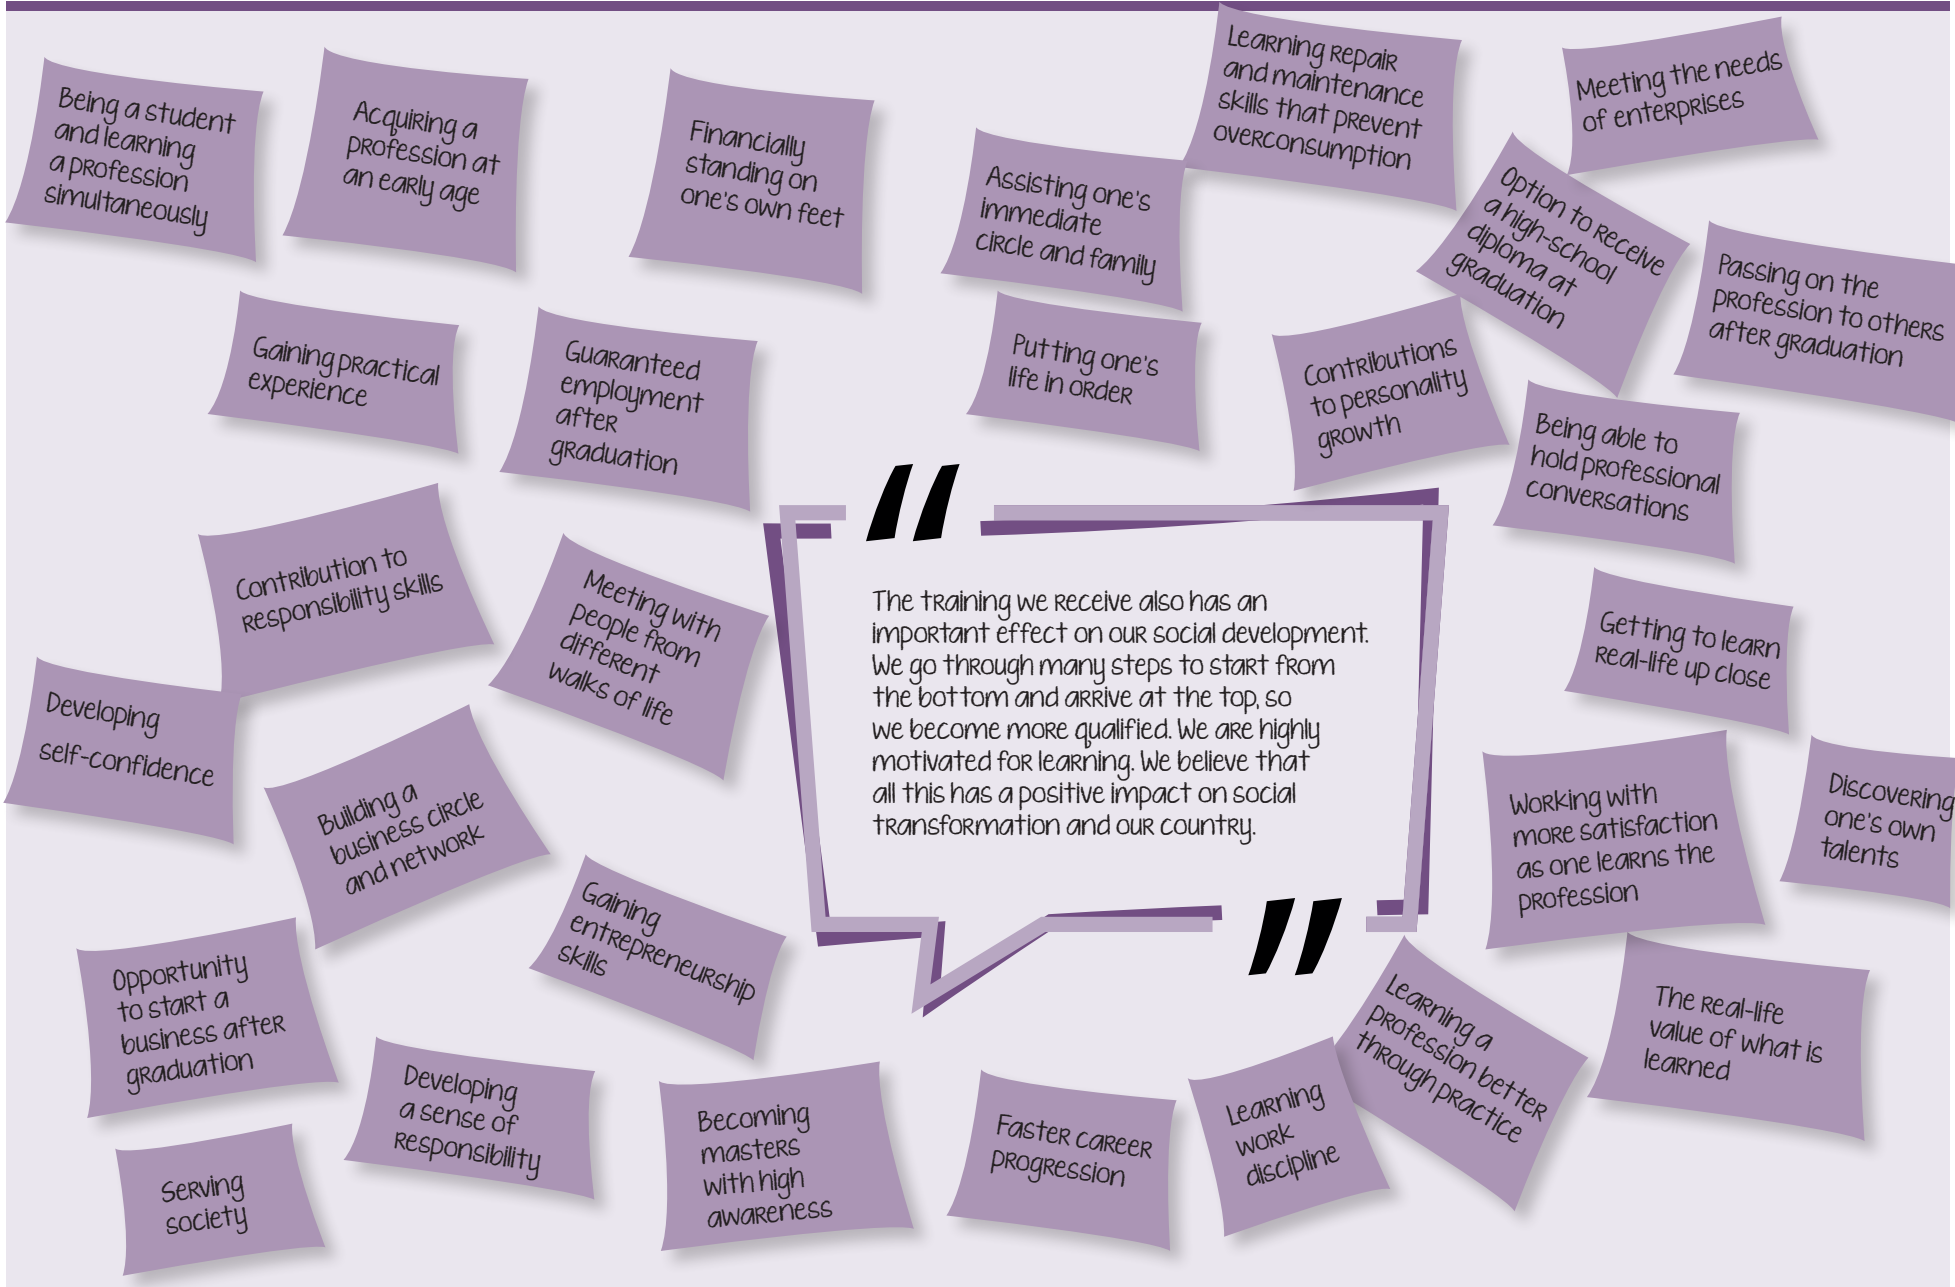 Being a student
and learning
a profession
simultaneously
Acquiring a
profession at
an early age
Financially
standing on
one's own feet
Assisting one's
immediate
circle and family
Learning repair
and maintenance
skills that prevent
overconsumption
Meeting the needs
of enterprises
Option to receive
a high-school
diploma at
graduation
Passing on the
profession to others
after graduation
Gaining practical
experience
Guaranteed
employment
after
graduation
Putting one's
life in order
Contributions
to personality
growth
Being able to
hold professional
conversations
Contribution to
responsibility skills
Meeting with
people from
different
walks of life
“
The training we receive also has an
important effect on our social development.
We go through many steps to start from
the bottom and arrive at the top, so
we become more qualified. We are highly
motivated for learning. We believe that
all this has a positive impact on social
transformation and our country.
”
Getting to learn
real-life up close
Developing
self-confidence
Building a
business circle
and network
Working with
more satisfaction
as one learns the
profession
Discovering
one's own
talents
Gaining
entrepreneurship
skills
Opportunity
to start a
business after
graduation
Learning a
profession better
through practice
The real-life
value of what is
learned
Developing
a sense of
responsibility
Becoming
masters
with high
awareness
Faster career
progression
Learning
work
discipline
Serving
society